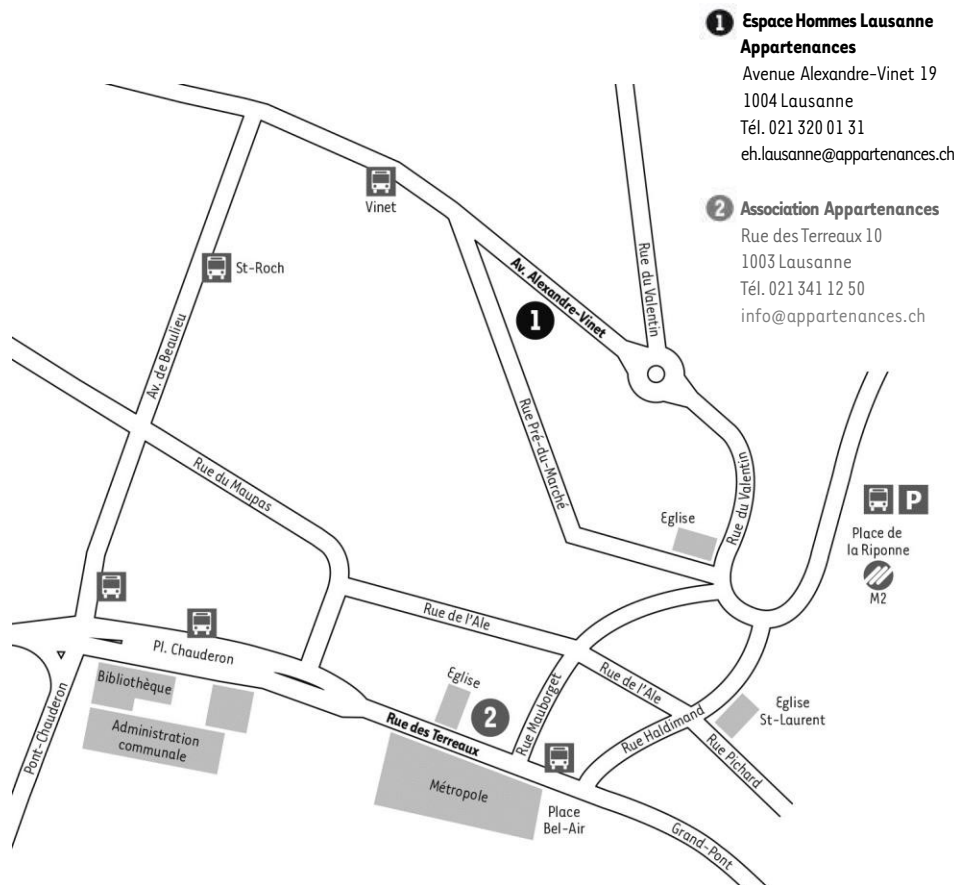 1 Espace Hommes Lausanne
Appartenances
Avenue Alexandre-Vinet 19
1004 Lausanne
Tél. 021 320 01 31
eh.lausanne@appartenances.ch
2 Association Appartenances
Rue des Terreaux 10
1003 Lausanne
Tél. 021 341 12 50
info@appartenances.ch
Vinet
St-Roch
Av. Alexandre-Vinet
Rue du Valentin
1
Av. de Beaulieu
Rue Pré-du-Marché
Rue du Maupas
Rue du Valentin
Eglise
P
Place de
la Riponne
M2
Rue de l'Ale
Pl. Chauderon
Bibliothèque
Eglise
2
Rue de l'Ale
Rue Mauborget
Rue Haldimand
Eglise
St-Laurent
Pont-Chauderon
Administration
communale
Rue des Terreaux
Rue Pichard
Métropole
Place
Bel-Air
Grand-Pont